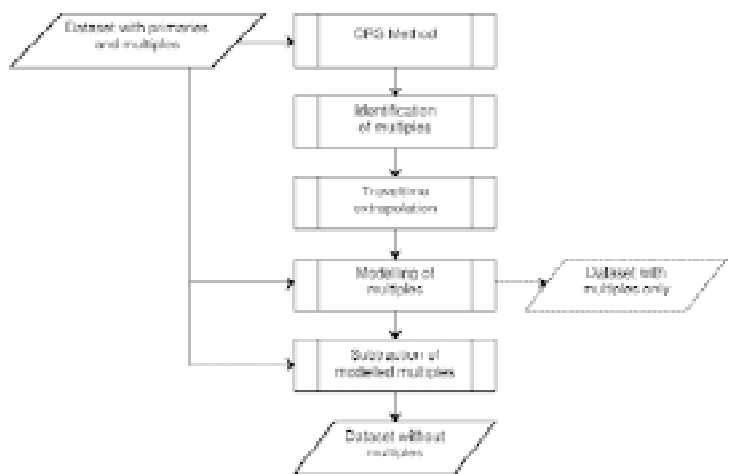 Dataset with primaries
and multiples
CRS Method
Identification
of multiples
Traveltime
extrapolation
Modelling of
multiples
Dataset with
multiples only
Subtraction of
modelled multiples
Dataset without
multiples